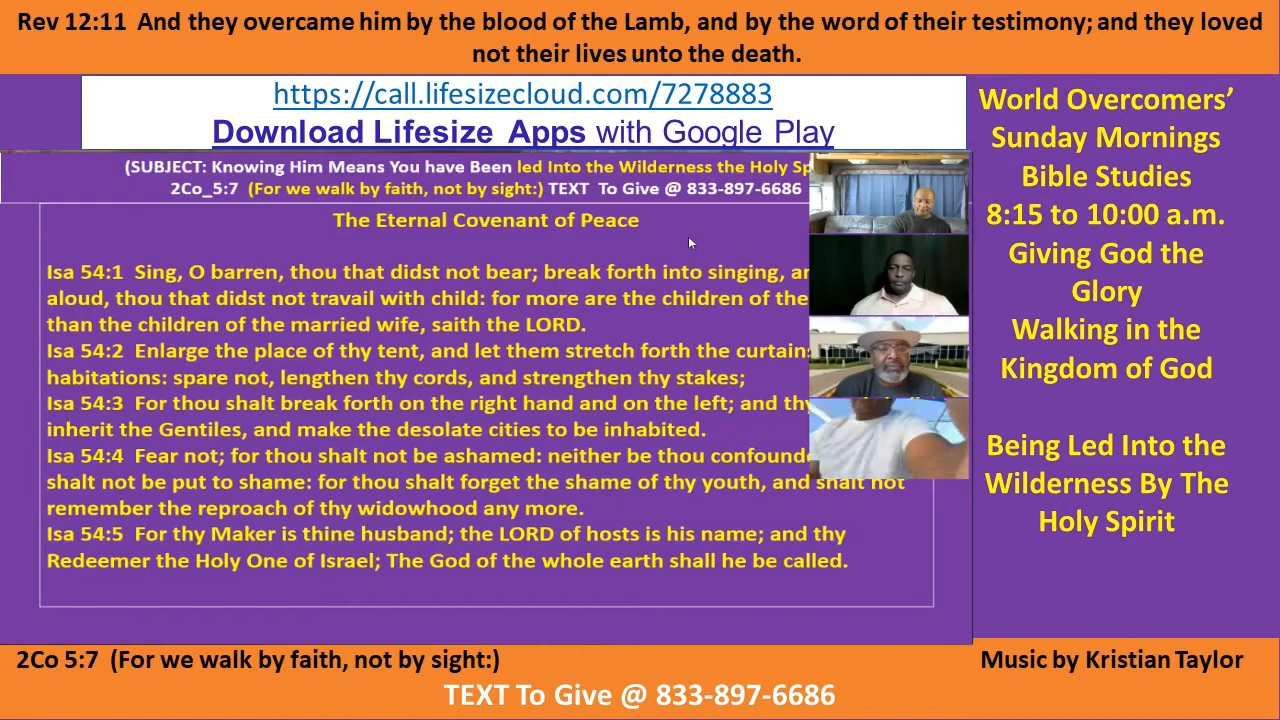 Rev 12:11  And they overcame him by the blood of the Lamb, and by the word of their testimony; and they loved
not their lives unto the death.
https://call.lifesizecloud.com/7278883
Download Lifesize Apps with Google Play
(SUBJECT: Knowing Him Means You have Been led Into the Wilderness the Holy
2Co_5:7  (For we walk by faith, not by sight:) TEXT  To Give @ 833-897-6686
The Eternal Covenant of Peace
Isa 54:1  Sing, O barren, thou that didst not bear; break forth into singing,
aloud, thou that didst not travail with child: for more are the children of the
than the children of the married wife, saith the LORD.
Isa 54:2  Enlarge the place of thy tent, and let them stretch forth the
habitations: spare not, lengthen thy cords, and strengthen thy stakes;
Isa 54:3  For thou shalt break forth on the right hand and on the left; and
inherit the Gentiles, and make the desolate cities to be inhabited.
Isa 54:4  Fear not; for thou shalt not be ashamed: neither be thou
shalt not be put to shame: for thou shalt forget the shame of thy youth, and shalt not
remember the reproach of thy widowhood any more.
Isa 54:5  For thy Maker is thine husband; the LORD of hosts is his name; and thy
Redeemer the Holy One of Israel; The God of the whole earth shall he be called.
World Overcomers'
Sunday Mornings
Bible Studies
8:15 to 10:00 a.m.
Giving God the
Glory
Walking in the
Kingdom of God
Being Led Into the
Wilderness By The
Holy Spirit
2Co 5:7  (For we walk by faith, not by sight:)
Music by Kristian Taylor
TEXT To Give @ 833-897-6686